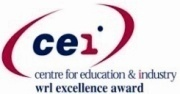 cei
centre for education & industry
wrl excellence award